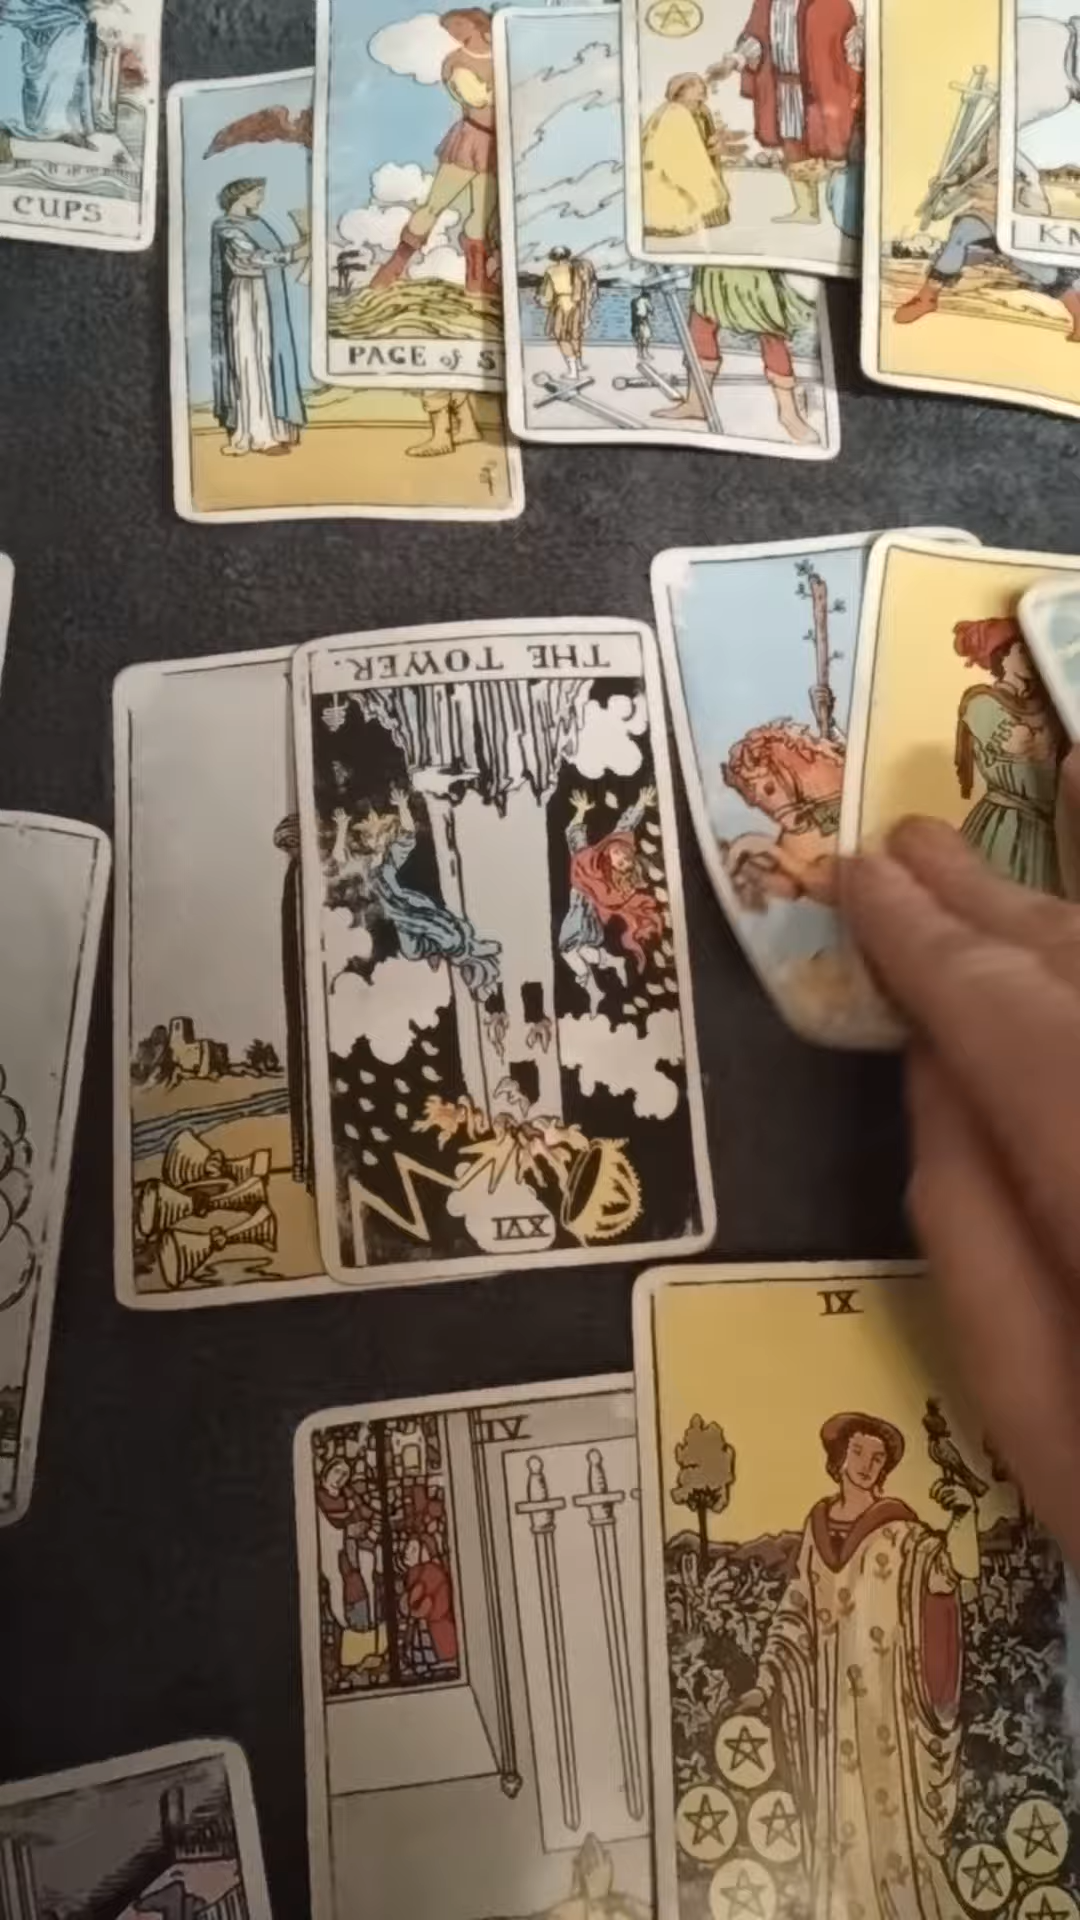 CUPS
PAGE of S
KN
THE TOWER.
XVI
IX
IV